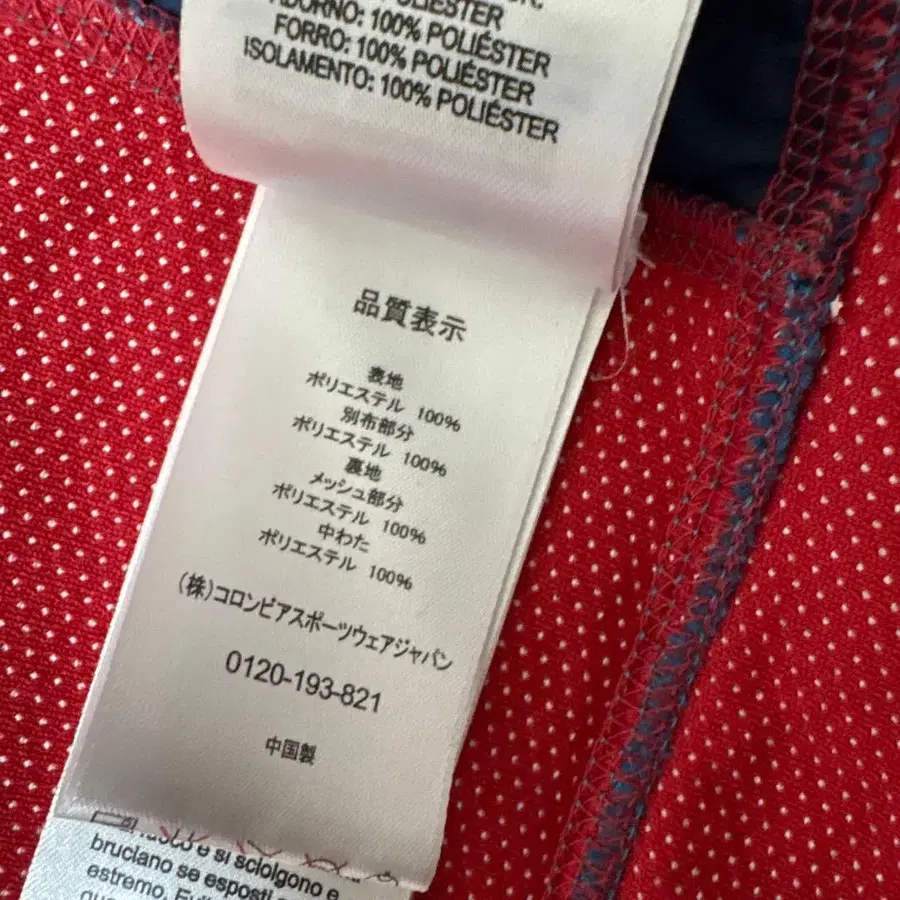 POLIÉSTER
ADORNO: 100% POLIÉSTER
FORRO: 100% POLIÉSTER
ISOLAMENTO: 100% POLIÉSTER
品質表示
表地
ポリエステル 100%
別布部分
ポリエステル 100%
裏地
メッシュ部分
ポリエステル 100%
中わた
ポリエステル 100%
(株)コロンビアスポーツウェアジャパン
0120-193-821
中国製
e si sciolgono e
bruciano se esposti
estremo.